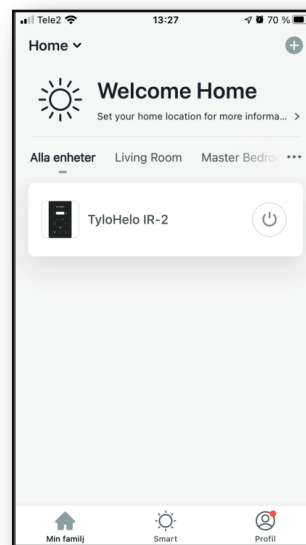 Tele2 13:27 70 %
Home
Welcome Home
Set your home location for more informa... >
Alla enheter Living Room Master Bedro ...
TyloHelo IR-2
Min familj Smart Profil